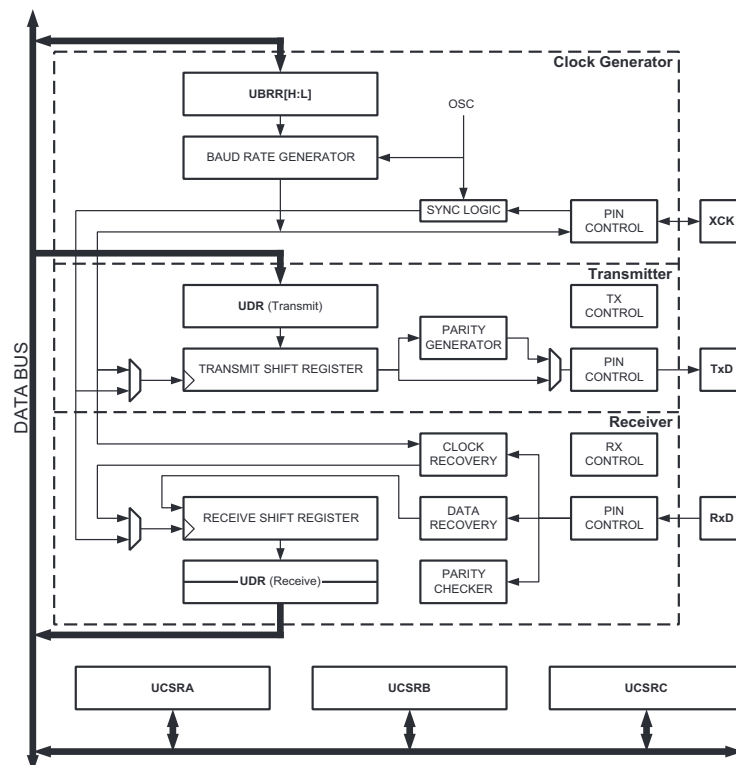 Clock Generator
UBRR[H:L]
OSC
BAUD RATE GENERATOR
SYNC LOGIC
PIN
CONTROL
XCK
Transmitter
UDR (Transmit)
TX
CONTROL
PARITY
GENERATOR
TRANSMIT SHIFT REGISTER
PIN
CONTROL
TxD
DATA BUS
Receiver
CLOCK
RECOVERY
RX
CONTROL
RECEIVE SHIFT REGISTER
DATA
RECOVERY
PIN
CONTROL
RxD
UDR (Receive)
PARITY
CHECKER
UCSRA
UCSRB
UCSRC